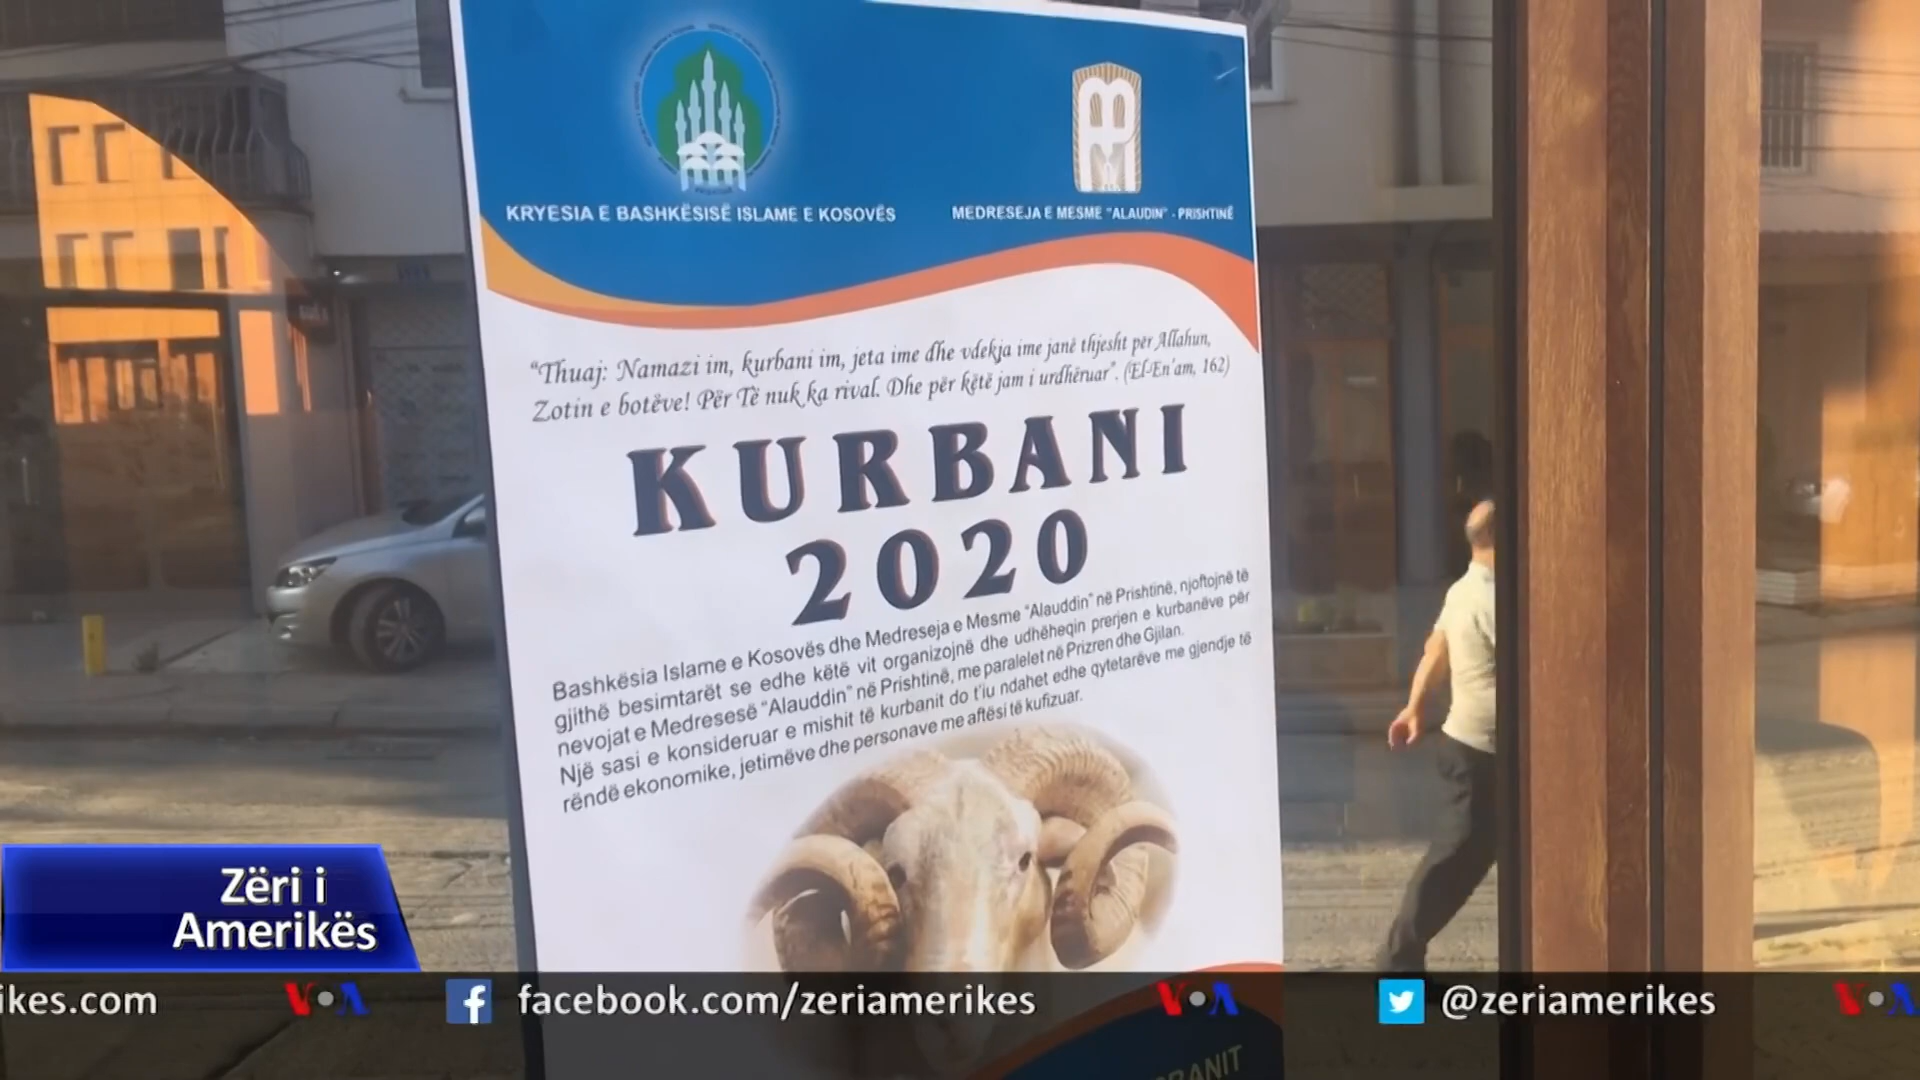 KRYESIA E BASHKËSISË ISLAME E KOSOVËS
MEDRESEJA E MESME "ALAUDIN" - PRISHTINË
"Thuaj: Namazi im, kurbani im, jeta ime dhe vdekja ime janë thjesht për Allahun,
Zotin e botëve! Për Të nuk ka rival. Dhe për këtë jam i urdhëruar". (El-En'am, 162)
KURBANI
2020
Bashkësia Islame e Kosovës dhe Medreseja e Mesme "Alauddin" në Prishtinë, njoftojnë të
gjithë besimtarët se edhe këtë vit organizojnë dhe udhëheqin prerjen e kurbanëve për
nevojat e Medresesë "Alauddin" në Prishtinë, me paralelet në Prizren dhe Gjilan.
Një sasi e konsideruar e mishit të kurbanit do t'iu ndahet edhe qytetarëve me gjendje të
rëndë ekonomike, jetimëve dhe personave me aftësi të kufizuar.
Zëri i
Amerikës
ikes.com VOA facebook.com/zeriamerikes VOA @zeriamerikes VOA